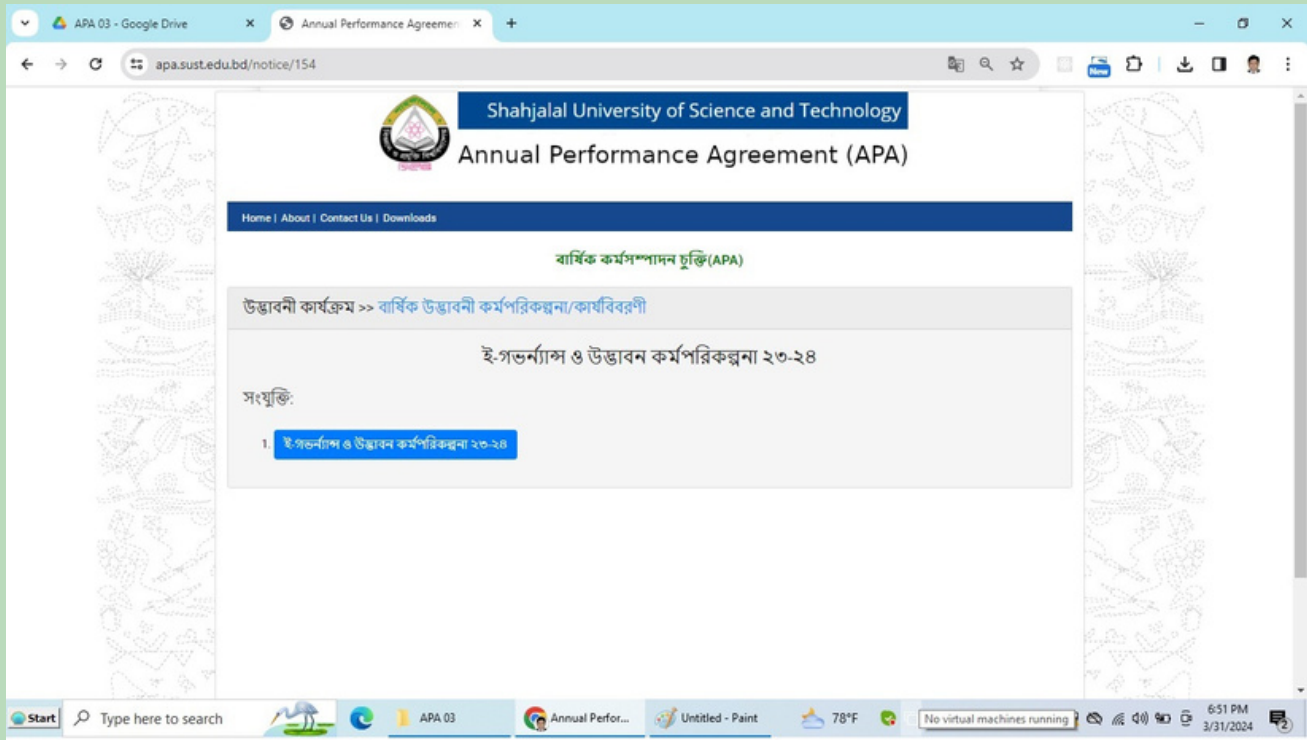 APA 03 - Google Drive
Annual Performance Agreemen
apa.sust.edu.bd/notice/154
New
Shahjalal University of Science and Technology
Annual Performance Agreement (APA)
Home | About | Contact Us | Downloads
বার্ষিক কর্মসম্পাদন চুক্তি(APA)
উদ্ভাবনী কার্যক্রম >> বার্ষিক উদ্ভাবনী কর্মপরিকল্পনা/কার্যবিবরণী
ই-গভর্ন্যান্স ও উদ্ভাবন কর্মপরিকল্পনা ২৩-২৪
সংযুক্তি:
1. ই-গভর্ন্যান্স ও উদ্ভাবন কর্মপরিকল্পনা ২৩-২৪
Start Type here to search APA 03 Annual Perfor... Untitled - Paint 78°F No virtual machines running 6:51 PM
3/31/2024 2